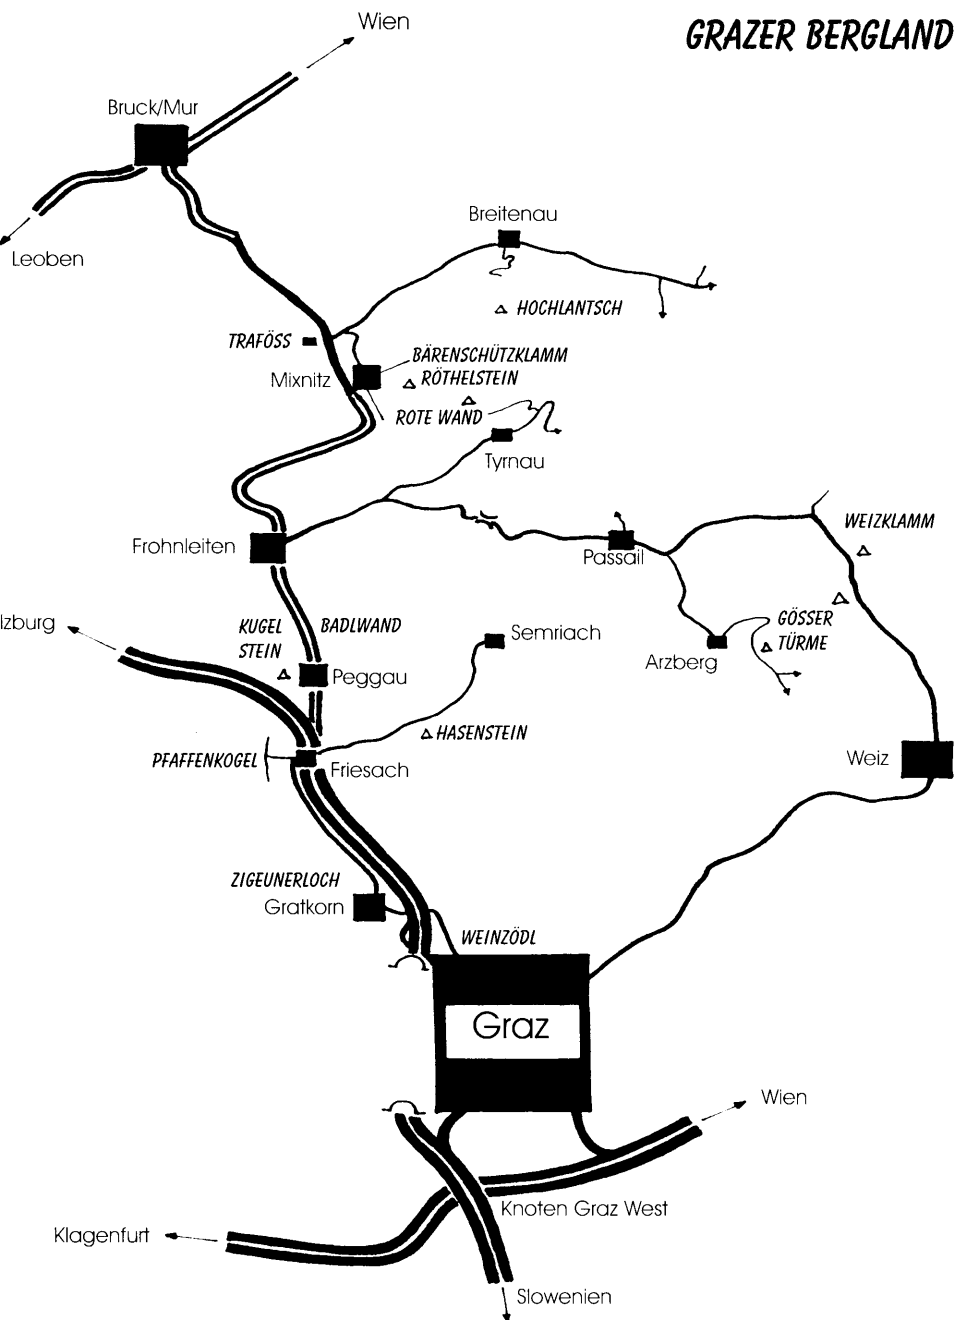 GRAZER BERGLAND
Wien
Bruck/Mur
Leoben
Breitenau
HOCHLANTSCH
TRAFÖSS
BÄRENSCHÜTZKLAMM
Mixnitz
RÖTHELSTEIN
ROTE WAND
Tyrnau
WEIZKLAMM
Frohnleiten
Passail
lzburg
KUGEL
STEIN
BADLWAND
Semriach
GÖSSER
TÜRME
Arzberg
Peggau
HASENSTEIN
PFAFFENKOGEL
Friesach
Weiz
ZIGEUNERLOCH
Gratkorn
WEINZÖDL
Graz
Wien
Knoten Graz West
Klagenfurt
Slowenien